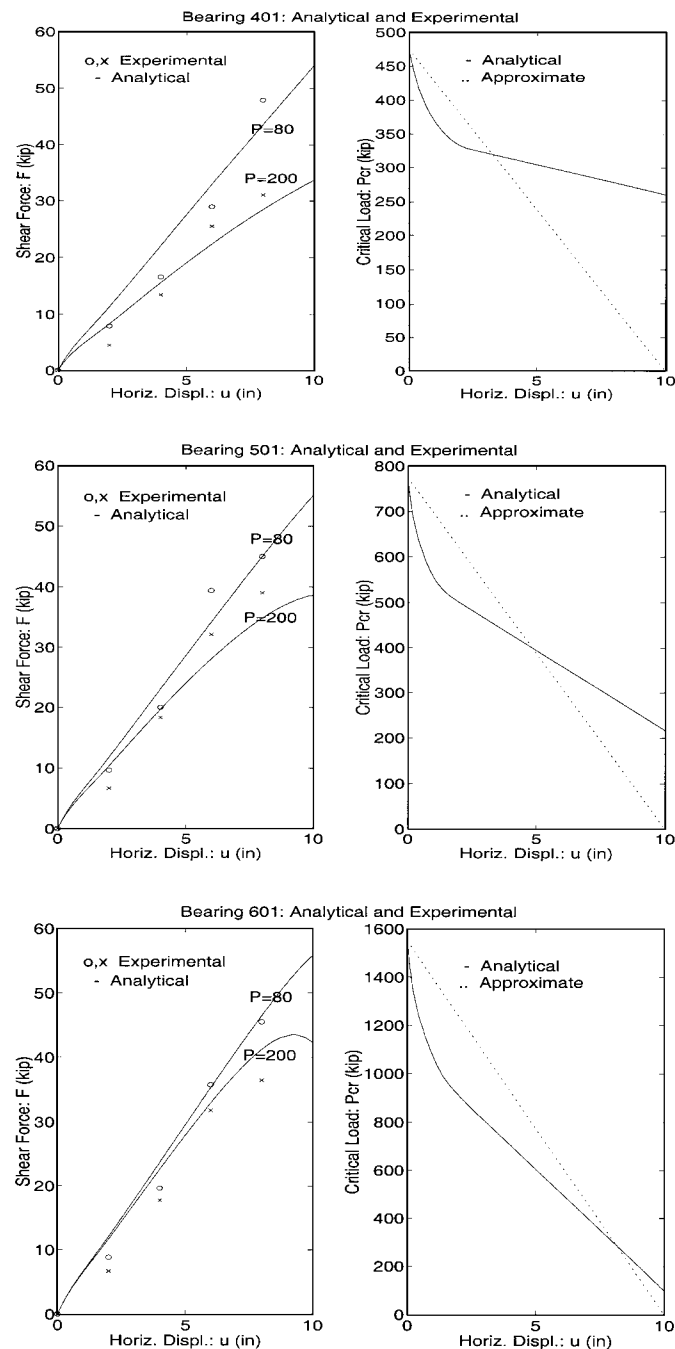 Bearing 401: Analytical and Experimental
60
50
40
30
20
10
0
0
5
10
Shear Force: F (kip)
Horiz. Displ.: u (in)
o,x Experimental
- Analytical
P=80
P=200
500
450
400
350
300
250
200
150
100
50
0
0
5
10
Critical Load: Pcr (kip)
Horiz. Displ.: u (in)
- Analytical
.. Approximate
Bearing 501: Analytical and Experimental
60
50
40
30
20
10
0
0
5
10
Shear Force: F (kip)
Horiz. Displ.: u (in)
o,x Experimental
- Analytical
P=80
P=200
800
700
600
500
400
300
200
100
0
0
5
10
Critical Load: Pcr (kip)
Horiz. Displ.: u (in)
- Analytical
.. Approximate
Bearing 601: Analytical and Experimental
60
50
40
30
20
10
0
0
5
10
Shear Force: F (kip)
Horiz. Displ.: u (in)
o,x Experimental
- Analytical
P=80
P=200
1600
1400
1200
1000
800
600
400
200
0
0
5
10
Critical Load: Pcr (kip)
Horiz. Displ.: u (in)
- Analytical
.. Approximate